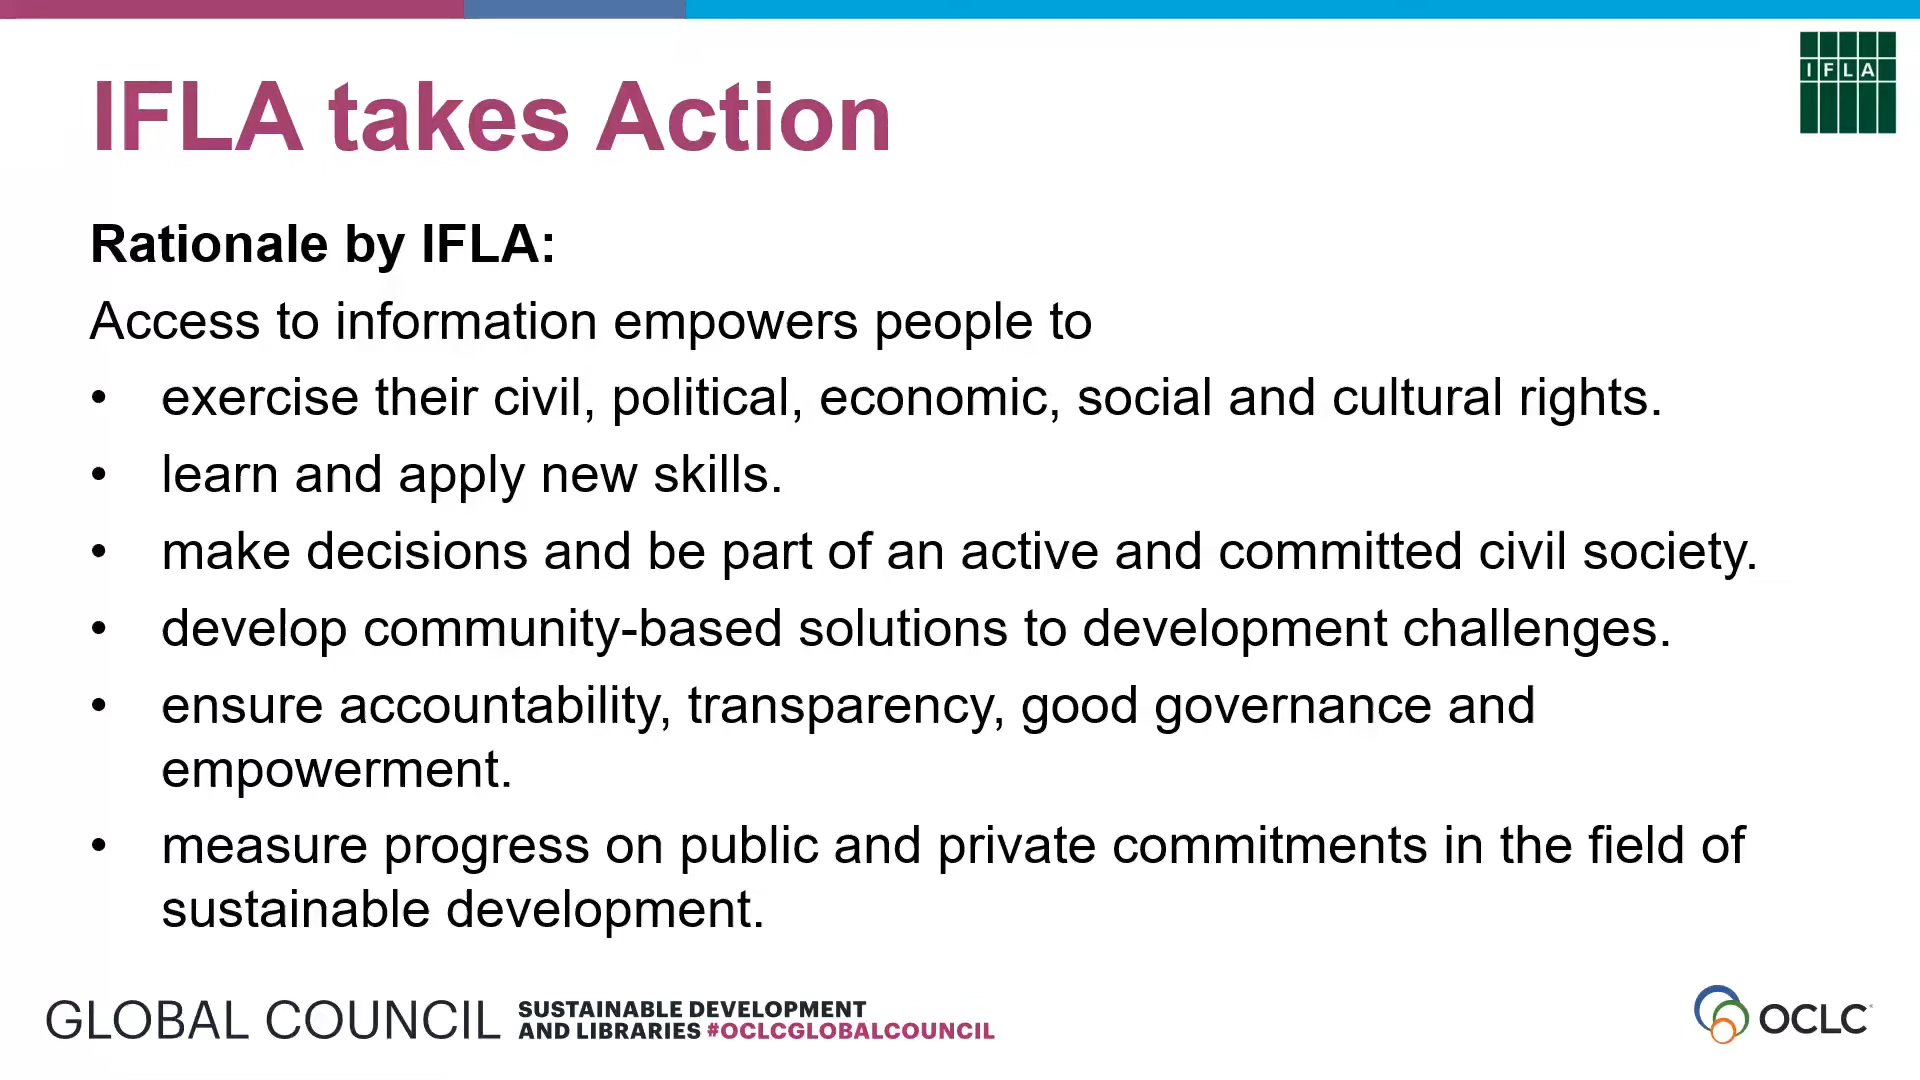 IFLA
IFLA takes Action
Rationale by IFLA:
Access to information empowers people to
• exercise their civil, political, economic, social and cultural rights.
• learn and apply new skills.
• make decisions and be part of an active and committed civil society.
• develop community-based solutions to development challenges.
• ensure accountability, transparency, good governance and
empowerment.
• measure progress on public and private commitments in the field of
sustainable development.
GLOBAL COUNCIL
SUSTAINABLE DEVELOPMENT
AND LIBRARIES #OCLCGLOBALCOUNCIL
OCLC